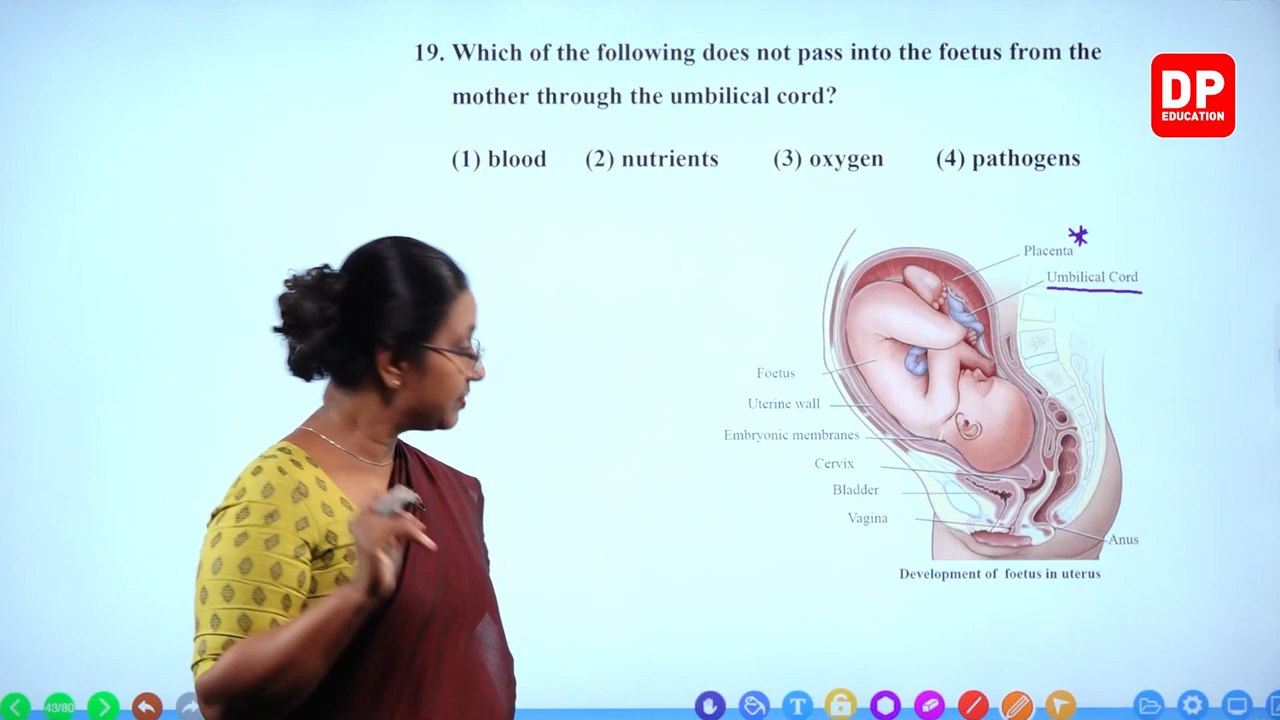 19. Which of the following does not pass into the foetus from the
mother through the umbilical cord?
(1) blood (2) nutrients (3) oxygen (4) pathogens
DP
EDUCATION
Placenta
Umbilical Cord
Foetus
Uterine wall
Embryonic membranes
Cervix
Bladder
Vagina
Anus
Development of foetus in uterus
43/80
T